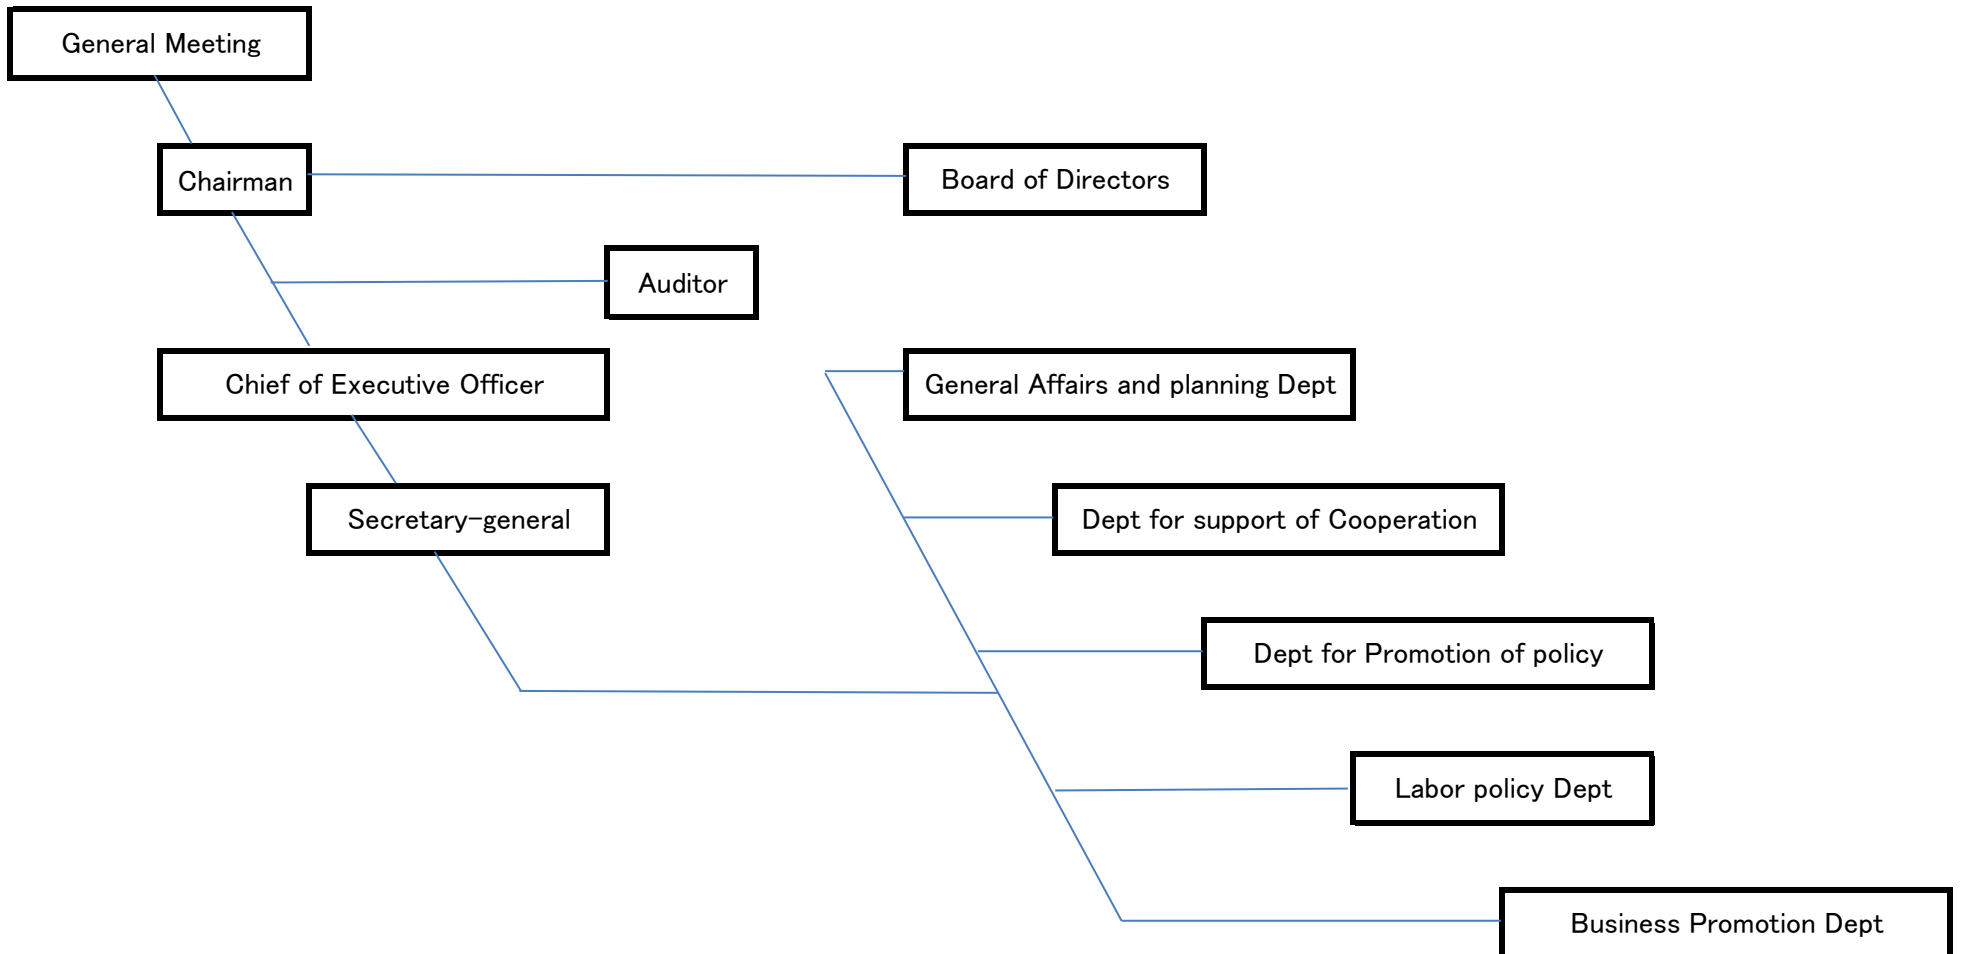 General Meeting
Chairman
Board of Directors
Auditor
Chief of Executive Officer
General Affairs and planning Dept
Secretary-general
Dept for support of Cooperation
Dept for Promotion of policy
Labor policy Dept
Business Promotion Dept